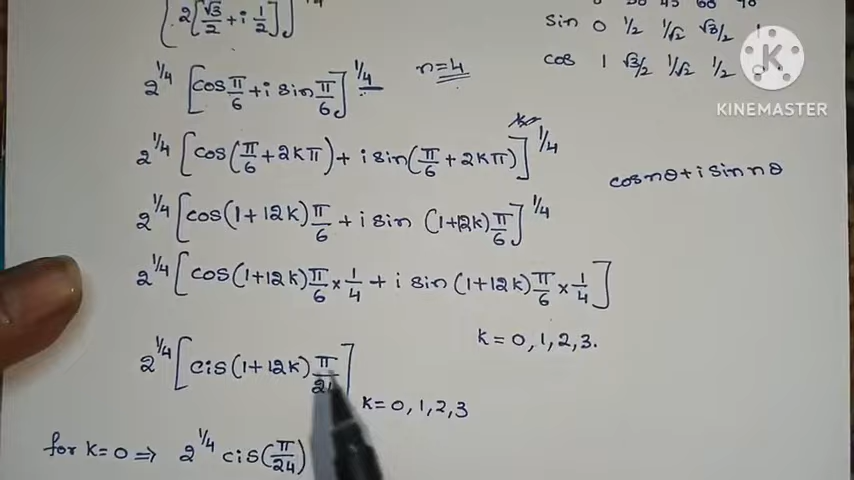 [2[√3/2 + i 1/2]]
sin 0 1/2 1/√2 √3/2 1
cos 1 √3/2 1/√2 1/2 0
KINEMASTER
2^1/4 [cos π/6 + i sin π/6]^1/4 n=4
2^1/4 [cos(π/6 + 2kπ) + i sin(π/6 + 2kπ)]^1/4
cosnθ + i sin nθ
2^1/4 [cos(1+12k)π/6 + i sin (1+12k)π/6]^1/4
2^1/4 [cos(1+12k)π/6 × 1/4 + i sin (1+12k)π/6 × 1/4]
k = 0, 1, 2, 3.
2^1/4 [cis(1+12k)π/24] k = 0, 1, 2, 3
for k=0 ⇒ 2^1/4 cis(π/24)